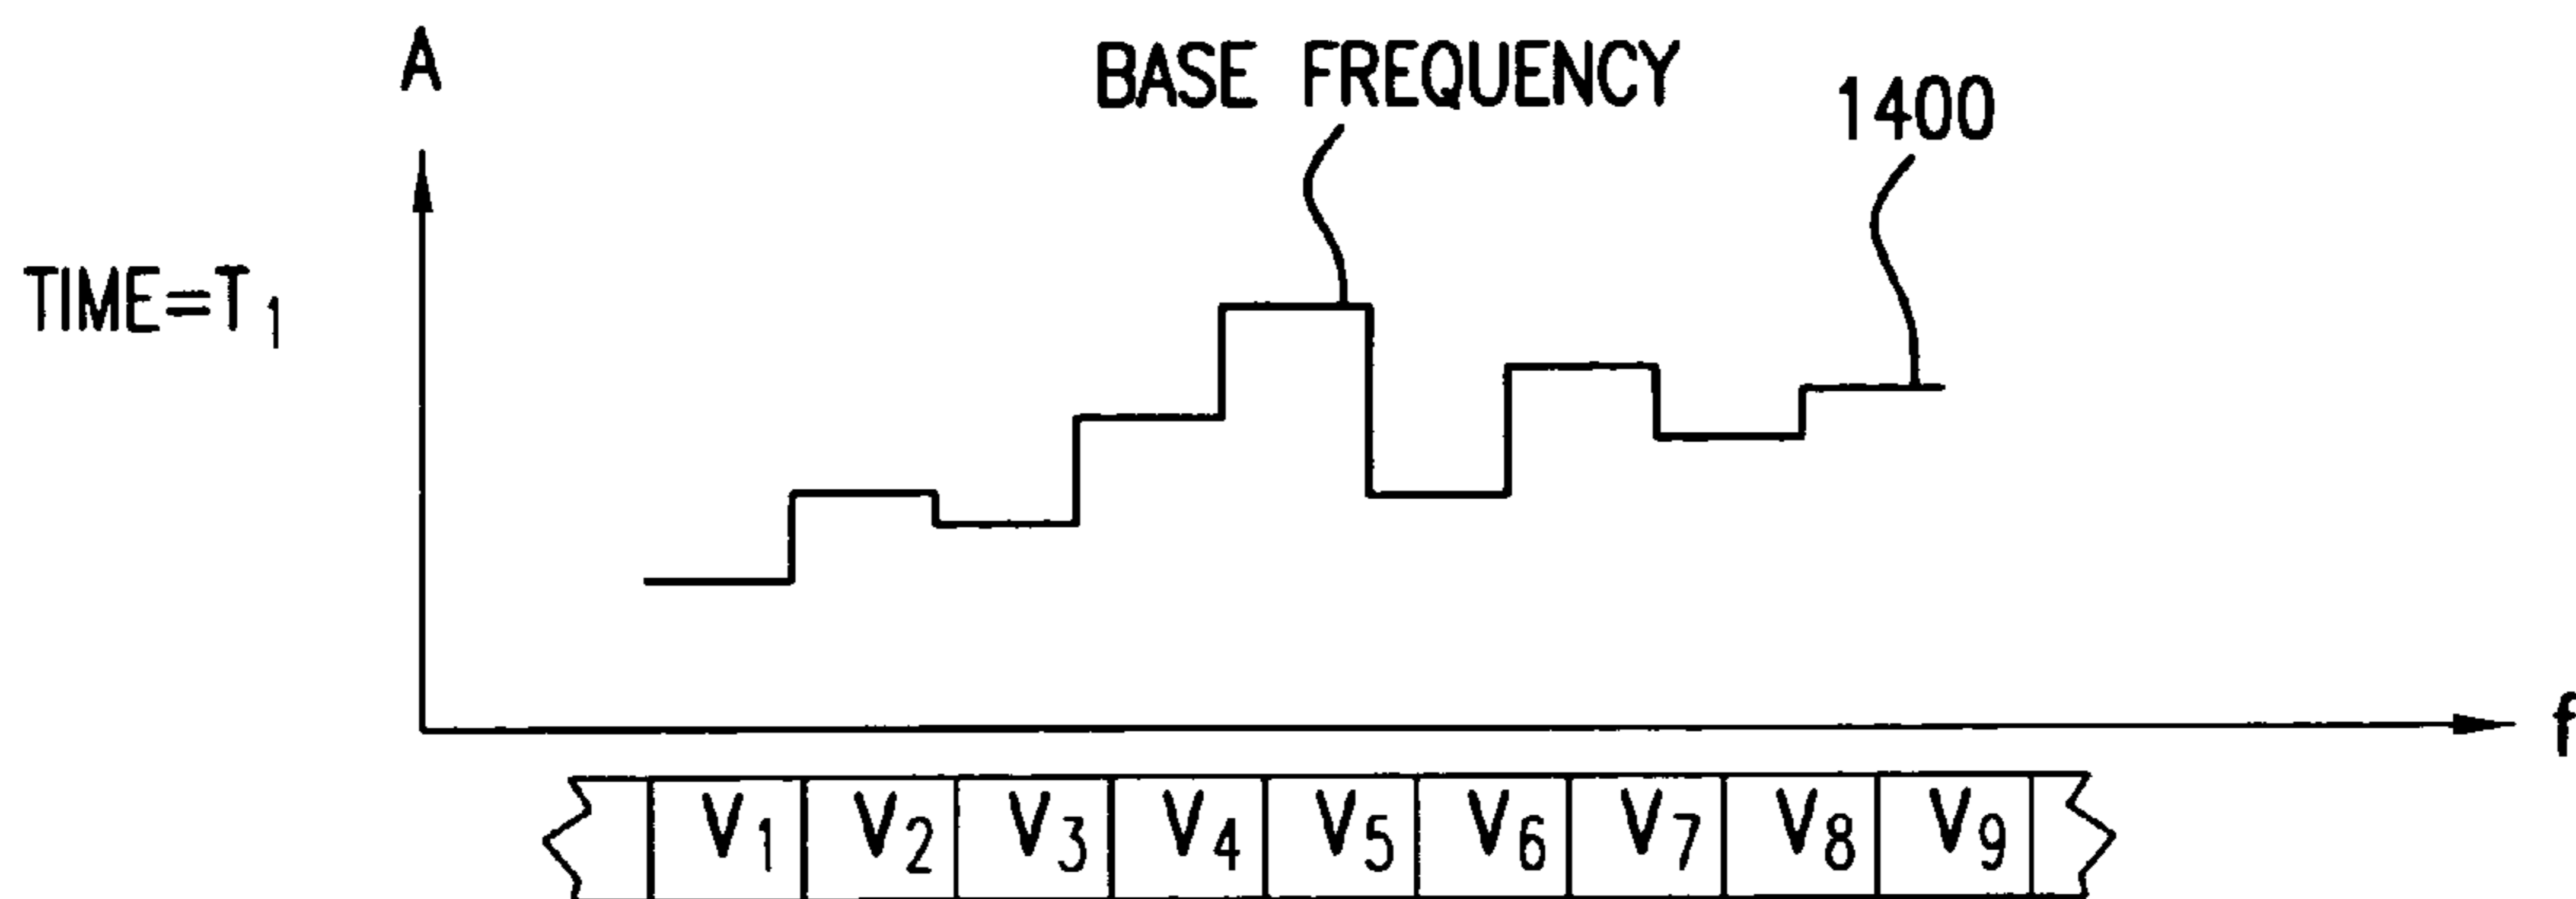 A
BASE FREQUENCY
1400
TIME=T1
f
V1 V2 V3 V4 V5 V6 V7 V8 V9